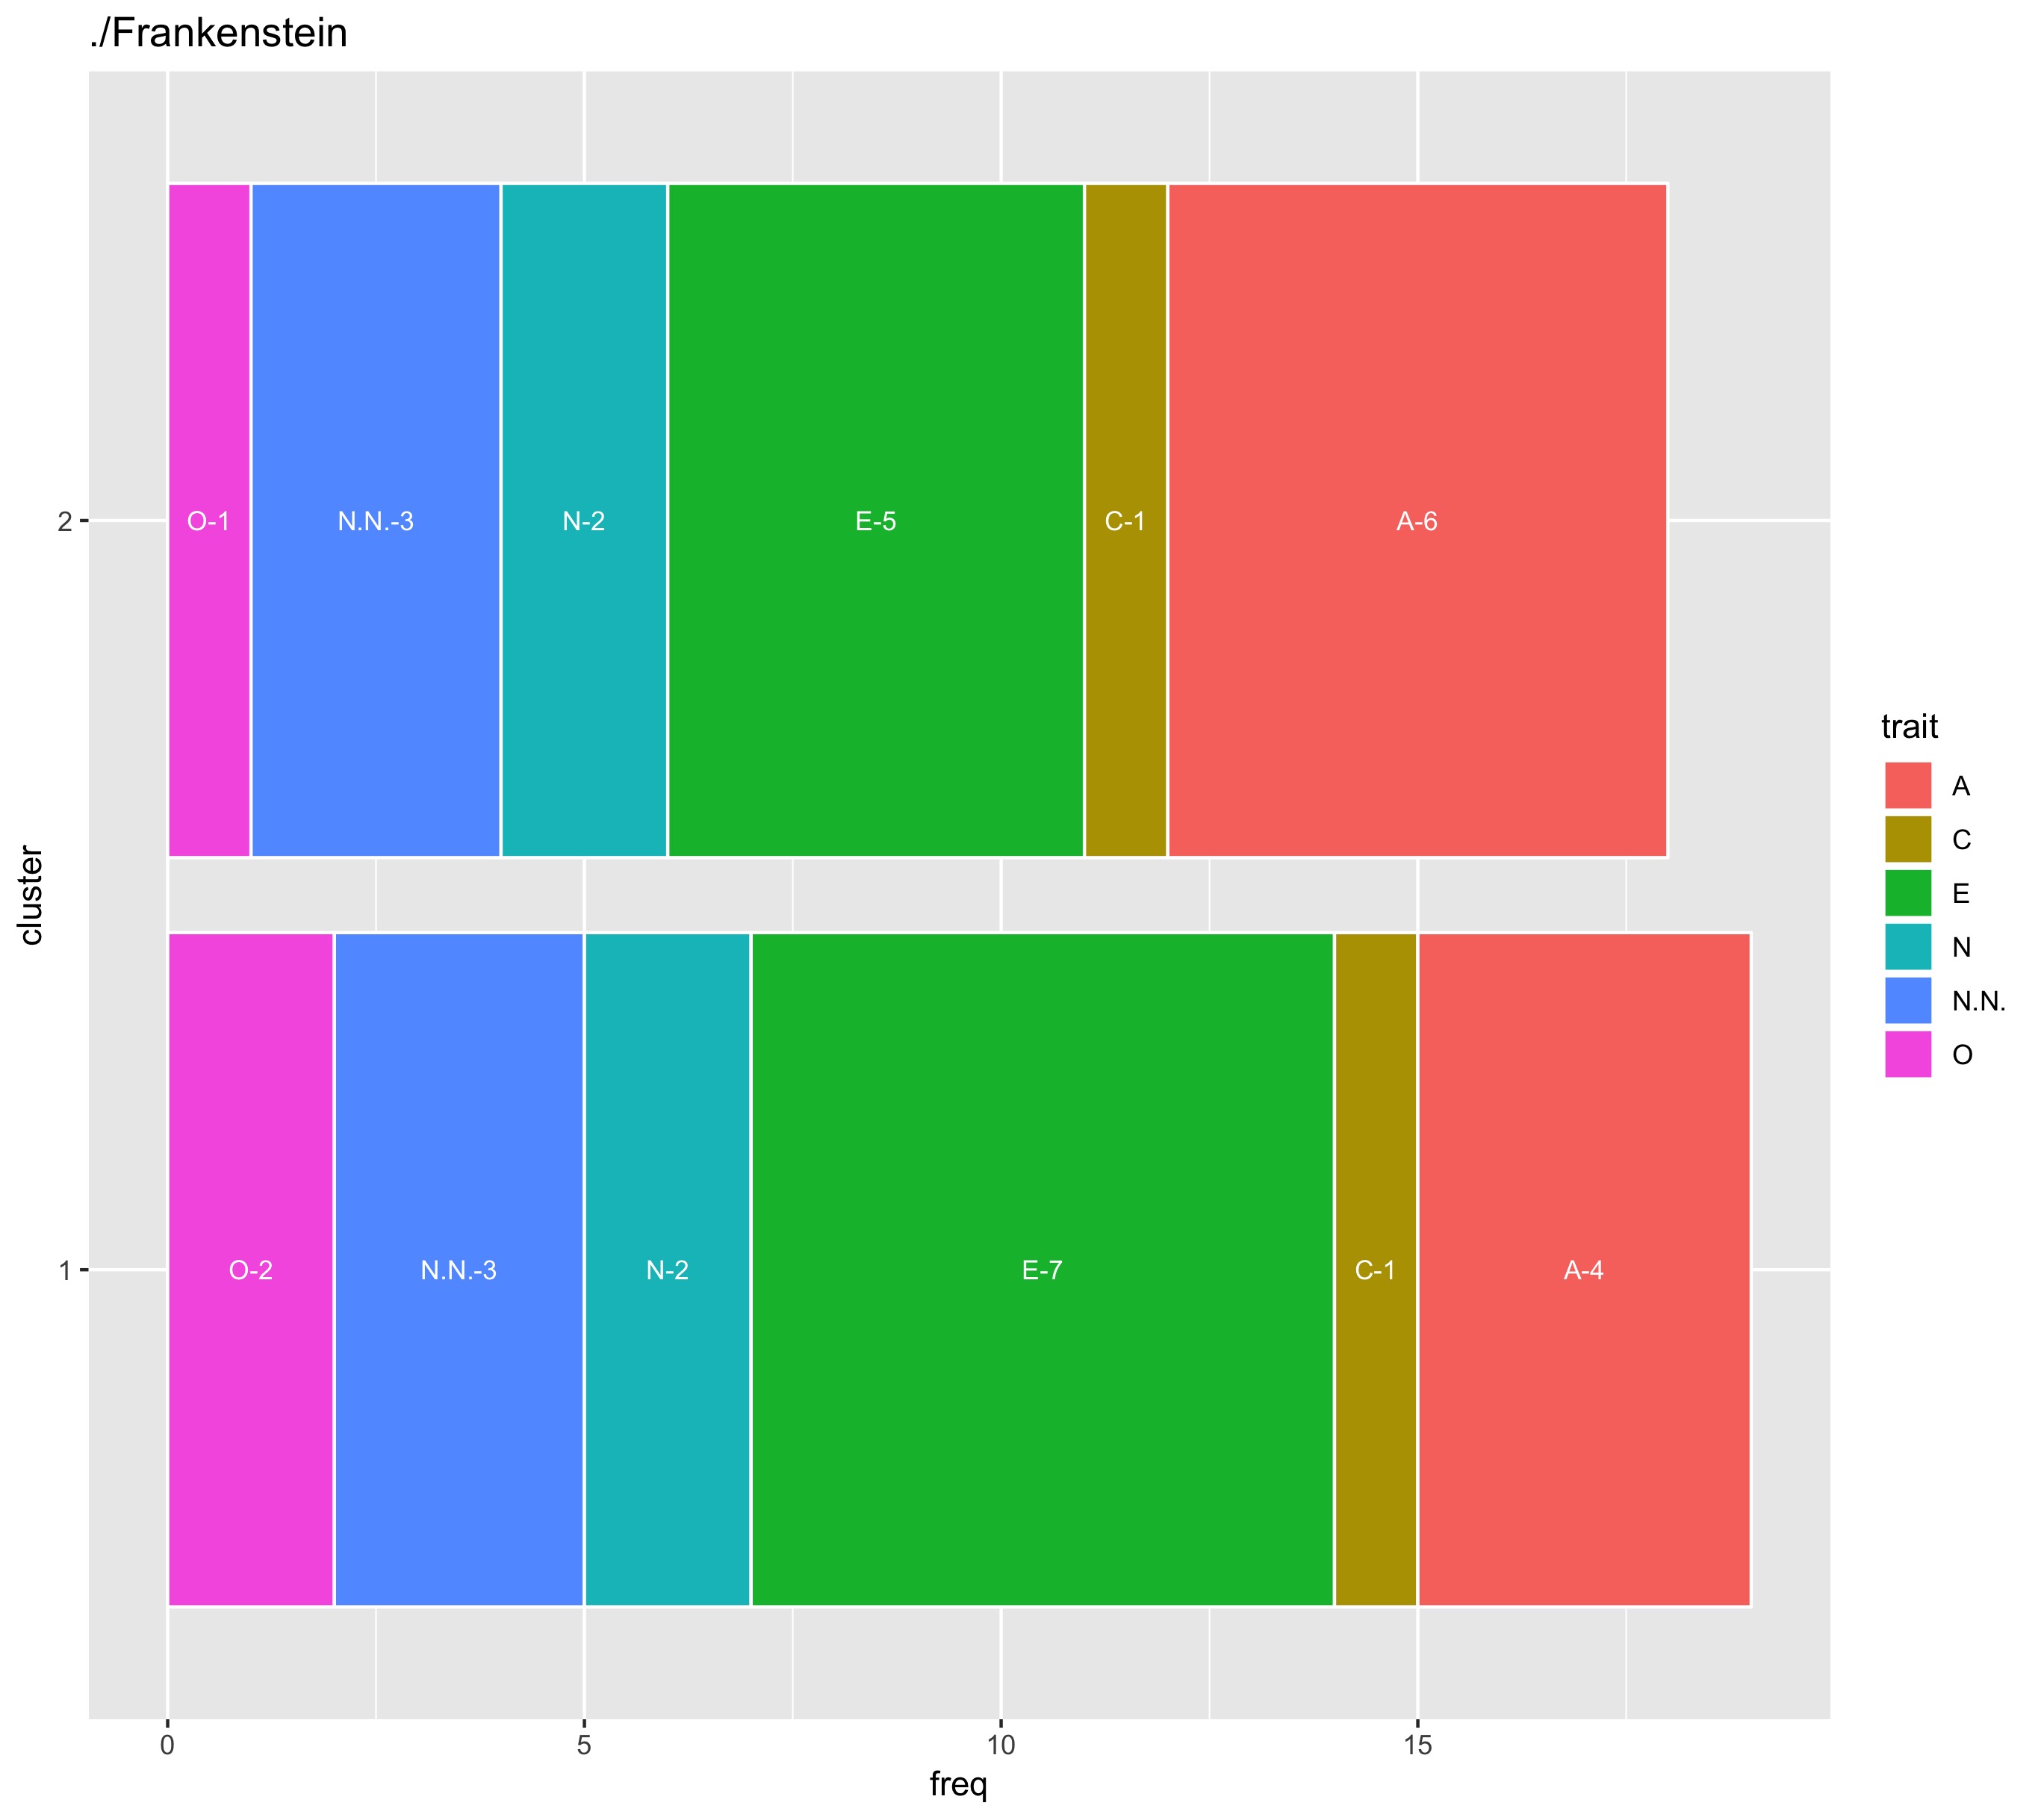 ./Frankenstein
2
O-1 N.N.-3 N-2 E-5 C-1 A-6
cluster
1
O-2 N.N.-3 N-2 E-7 C-1 A-4
0 5 10 15
freq
trait
A
C
E
N
N.N.
O